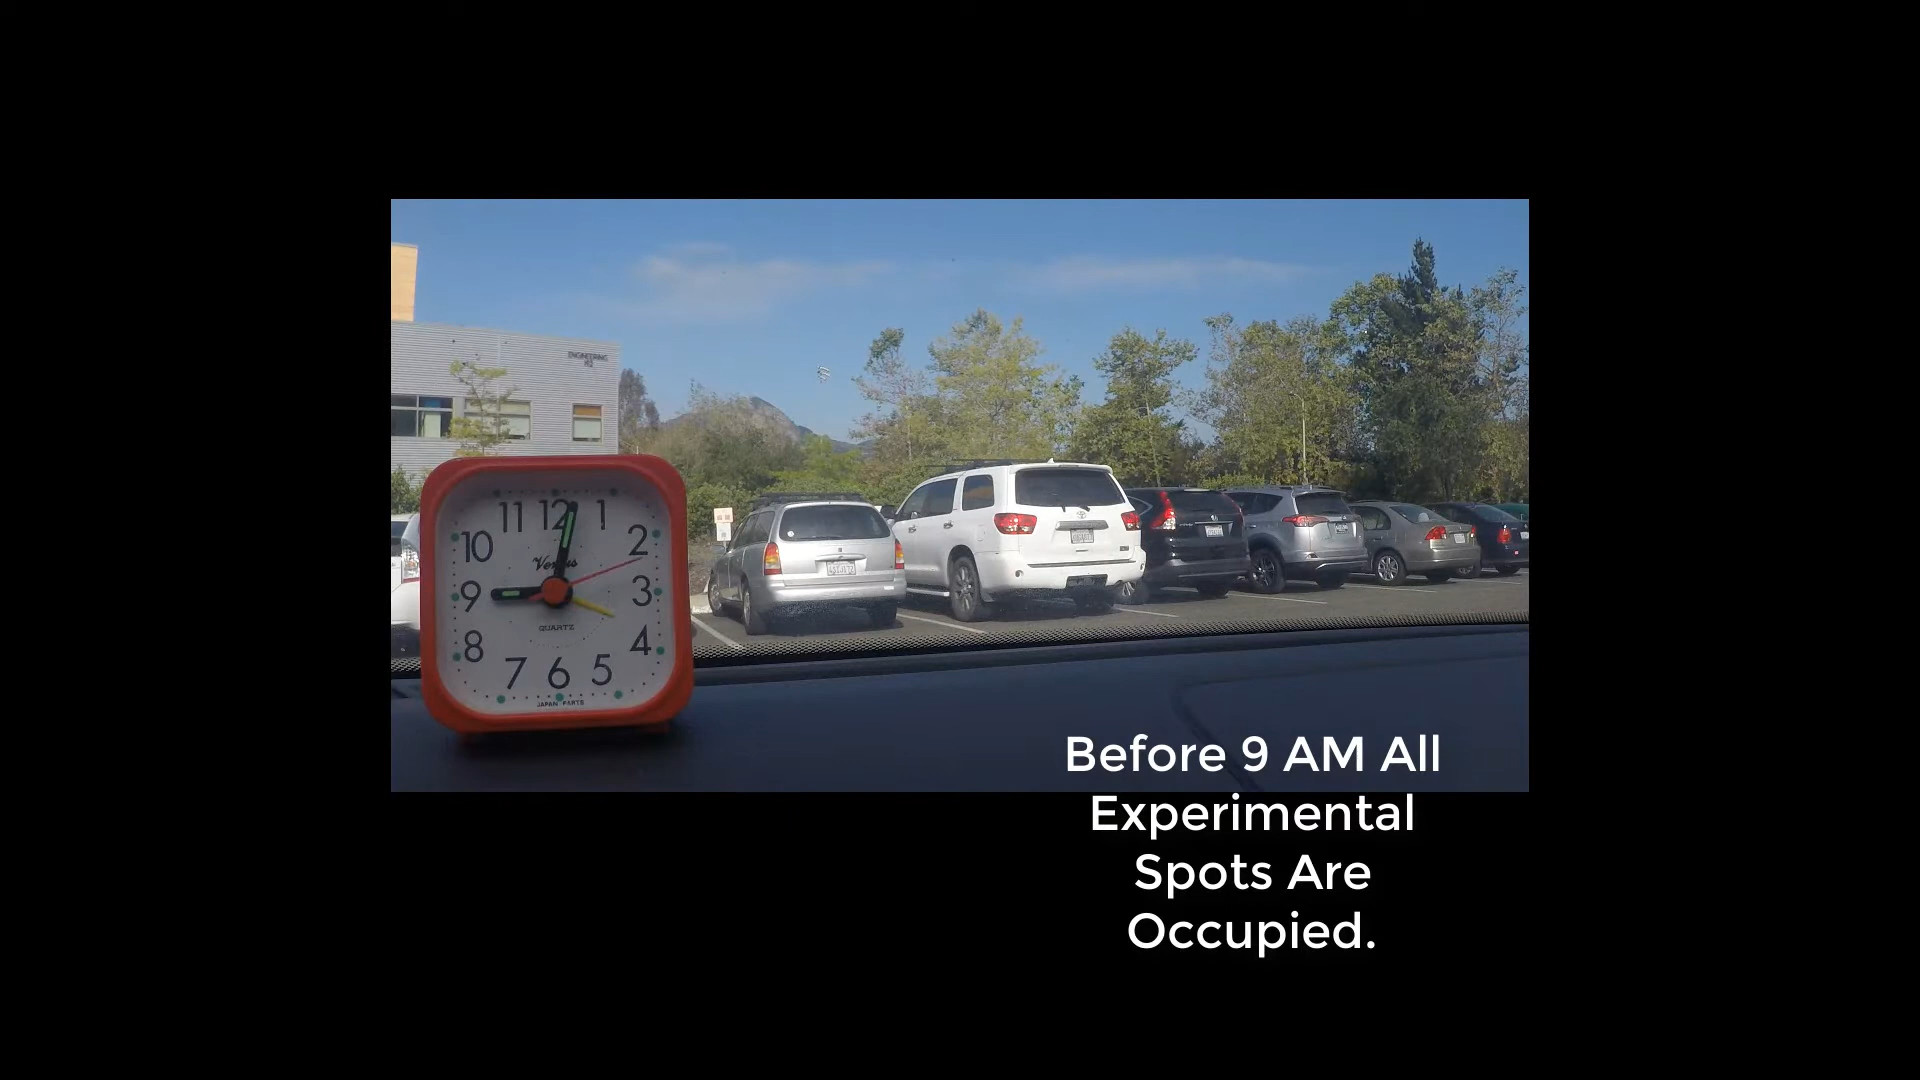 ENGINEERING
11 12 1
10 2
9 3
8 4
7 6 5
QUARTZ
JAPAN PARTS
Before 9 AM All
Experimental
Spots Are
Occupied.